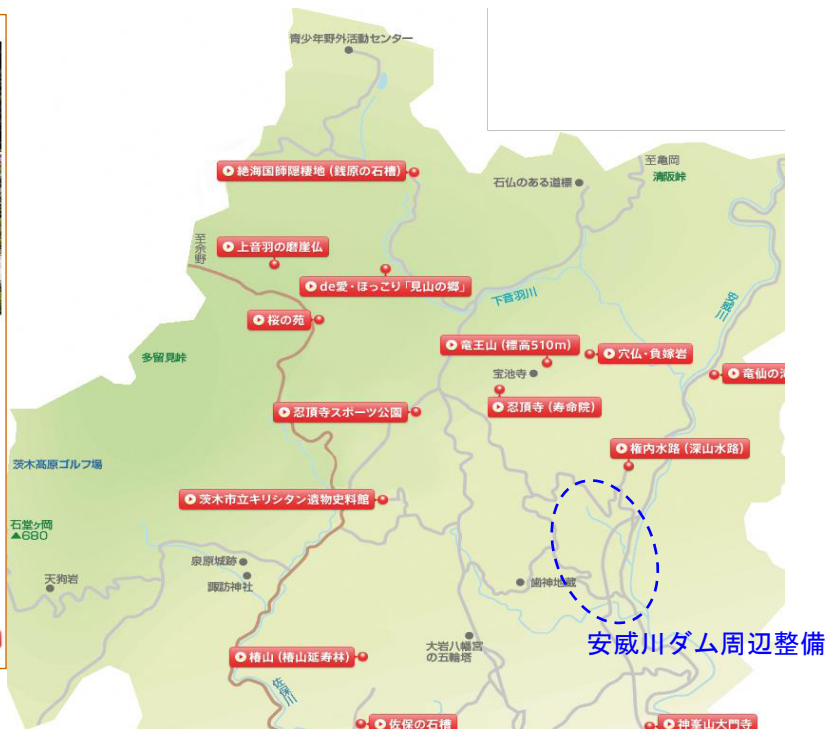 青少年野外活動センター
絶海国師隠棲地(銭原の石槽)
至亀岡
清阪峠
石仏のある道標
至余野
上音羽の磨崖仏
de愛・ほっこり「見山の郷」
下音羽川
安威川
桜の苑
竜王山(標高510m)
穴仏・負嫁岩
多留見峠
宝池寺
竜仙の
忍頂寺スポーツ公園
忍頂寺(寿命院)
権内水路(深山水路)
茨木高原ゴルフ場
茨木市立キリシタン遺物史料館
石堂ヶ岡
▲680
泉原城跡
天狗岩
諏訪神社
歯神地蔵
大岩八幡宮
の五輪塔
安威川ダム周辺整備
椿山(椿山延寿林)
佐保川
佐保の石槽
神峯山大門寺